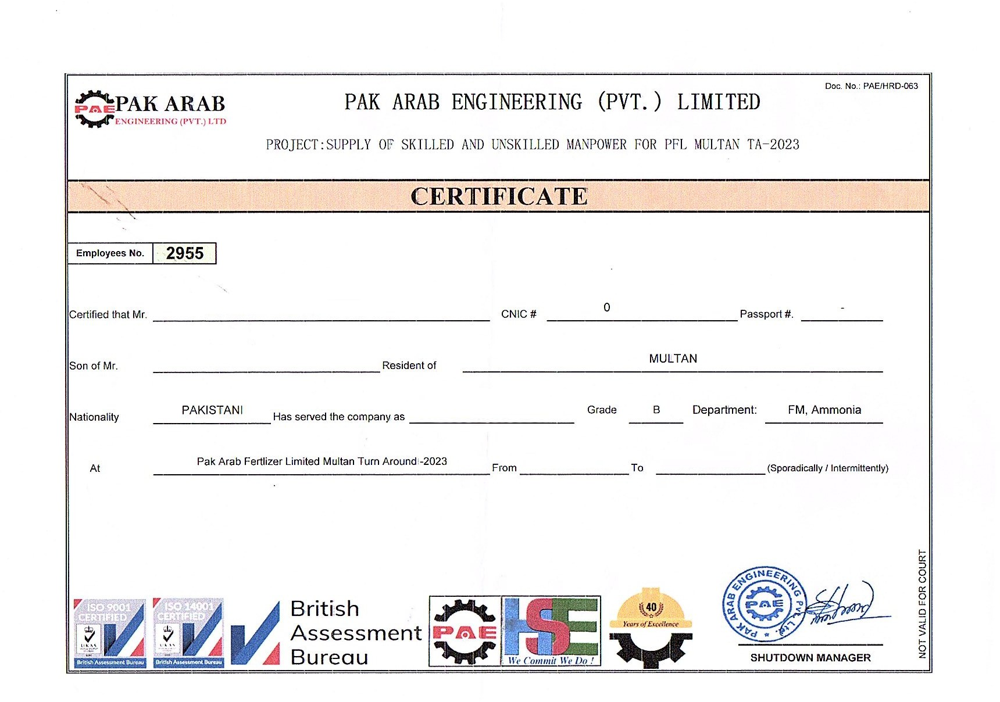 Doc. No.: PAE/HRD-063
PAE PAK ARAB
ENGINEERING (PVT.) LTD
PAK ARAB ENGINEERING (PVT.) LIMITED
PROJECT:SUPPLY OF SKILLED AND UNSKILLED MANPOWER FOR PFL MULTAN TA-2023
CERTIFICATE
Employees No. 2955
Certified that Mr. CNIC # 0 Passport #. -
Son of Mr. Resident of MULTAN
Nationality PAKISTANI Has served the company as Grade B Department: FM, Ammonia
At Pak Arab Fertlizer Limited Multan Turn Around -2023 From To (Sporadically / Intermittently)
ISO 9001
CERTIFIED
UKAS
British Assessment Bureau
ISO 14001
CERTIFIED
UKAS
British Assessment Bureau
British
Assessment
Bureau
PAE
HSE
We Commit We Do !
40
Years of Excellence
PAK ARAB ENGINEERING PVT. Ltd.
PAE
SHUTDOWN MANAGER
NOT VALID FOR COURT